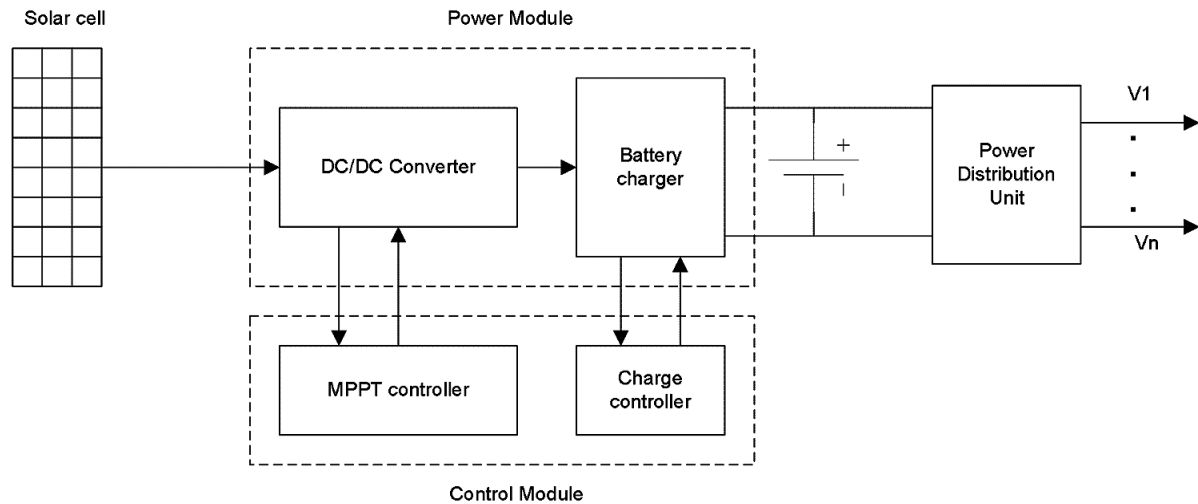 Solar cell
Power Module
DC/DC Converter
Battery
charger
+
Power
Distribution
Unit
V1
Vn
MPPT controller
Charge
controller
Control Module